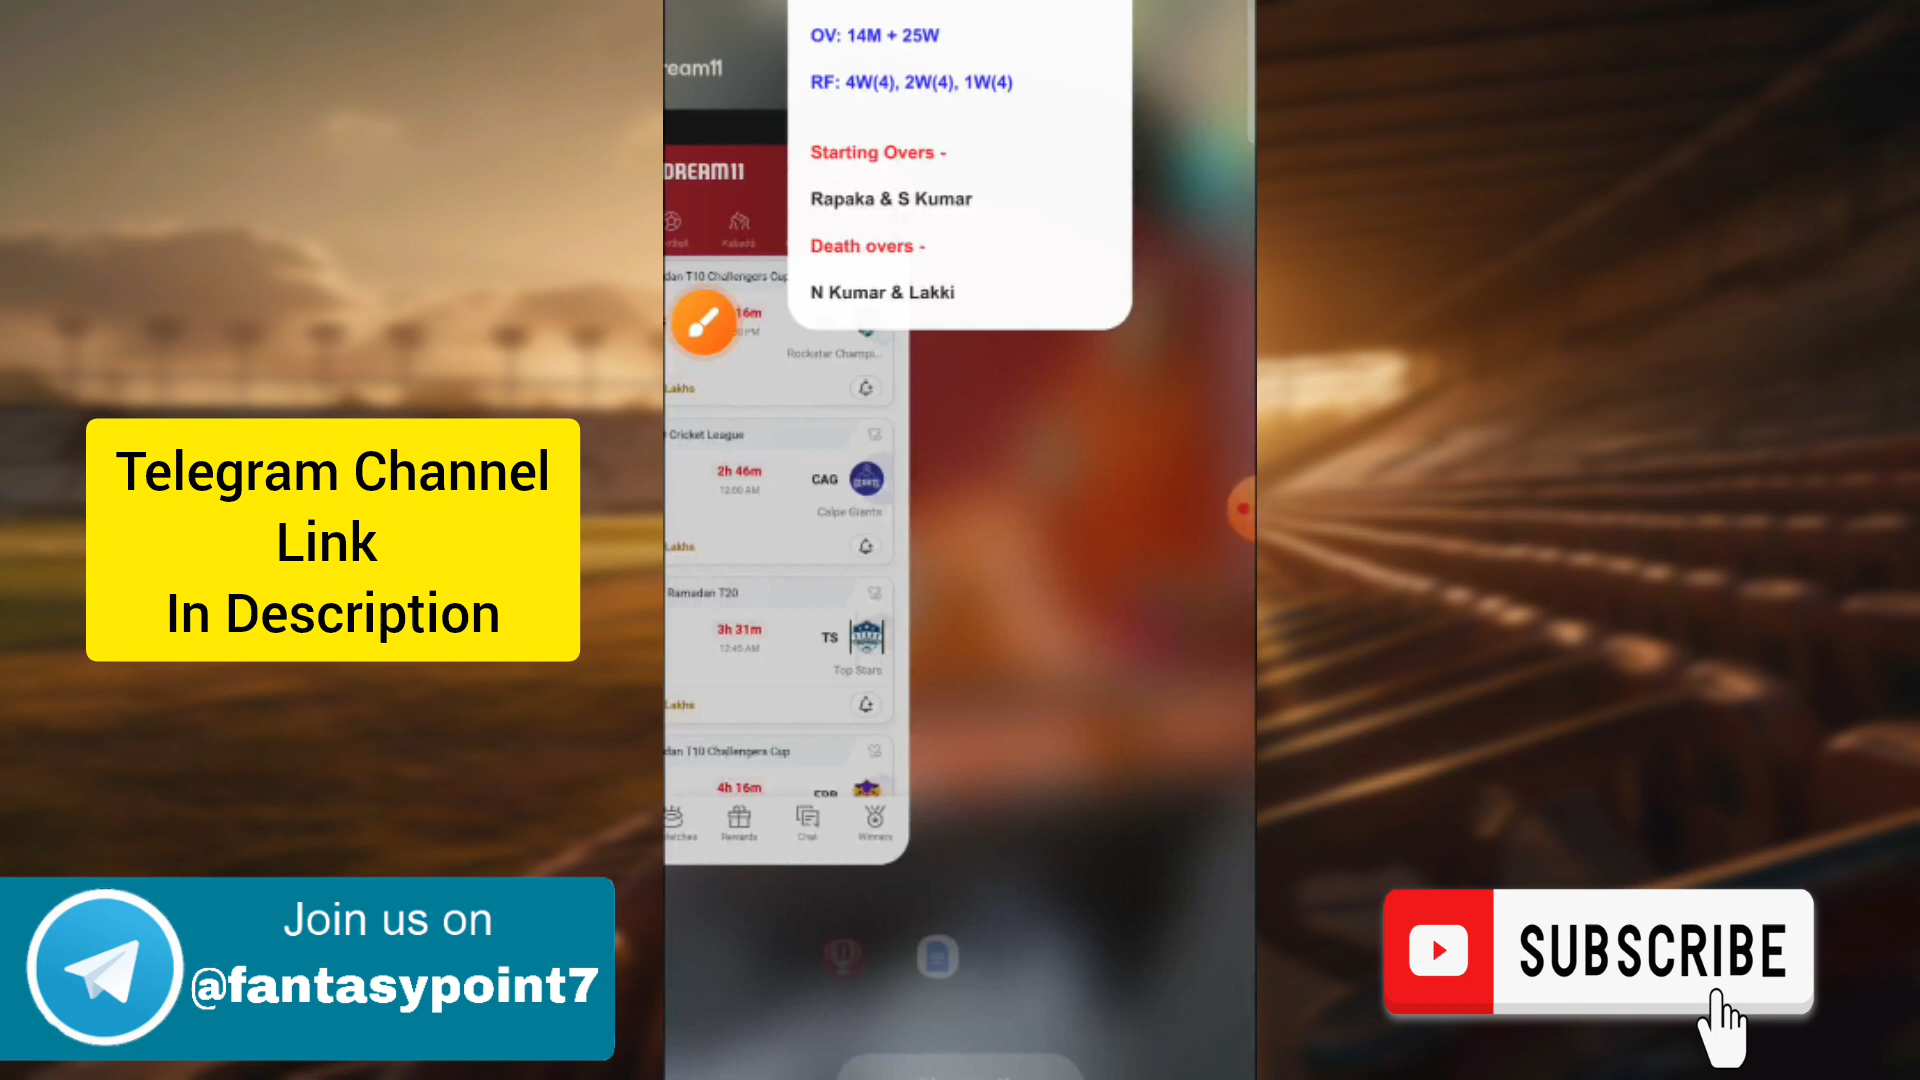 OV: 14M + 25W
RF: 4W(4), 2W(4), 1W(4)
Starting Overs -
Rapaka & S Kumar
Death overs -
N Kumar & Lakki
ream11
DREAM11
Kabaddi
dan T10 Challengers Cup
16m
Rockstar Champi...
Lakhs
Cricket League
2h 46m
12:00 AM
CAG
Calpe Giants
Lakhs
Ramadan T20
3h 31m
12:45 AM
TS
Top Stars
Lakhs
dan T10 Challengers Cup
4h 16m
Rewards
Chat
Winners
Telegram Channel
Link
In Description
Join us on
@fantasypoint7
SUBSCRIBE